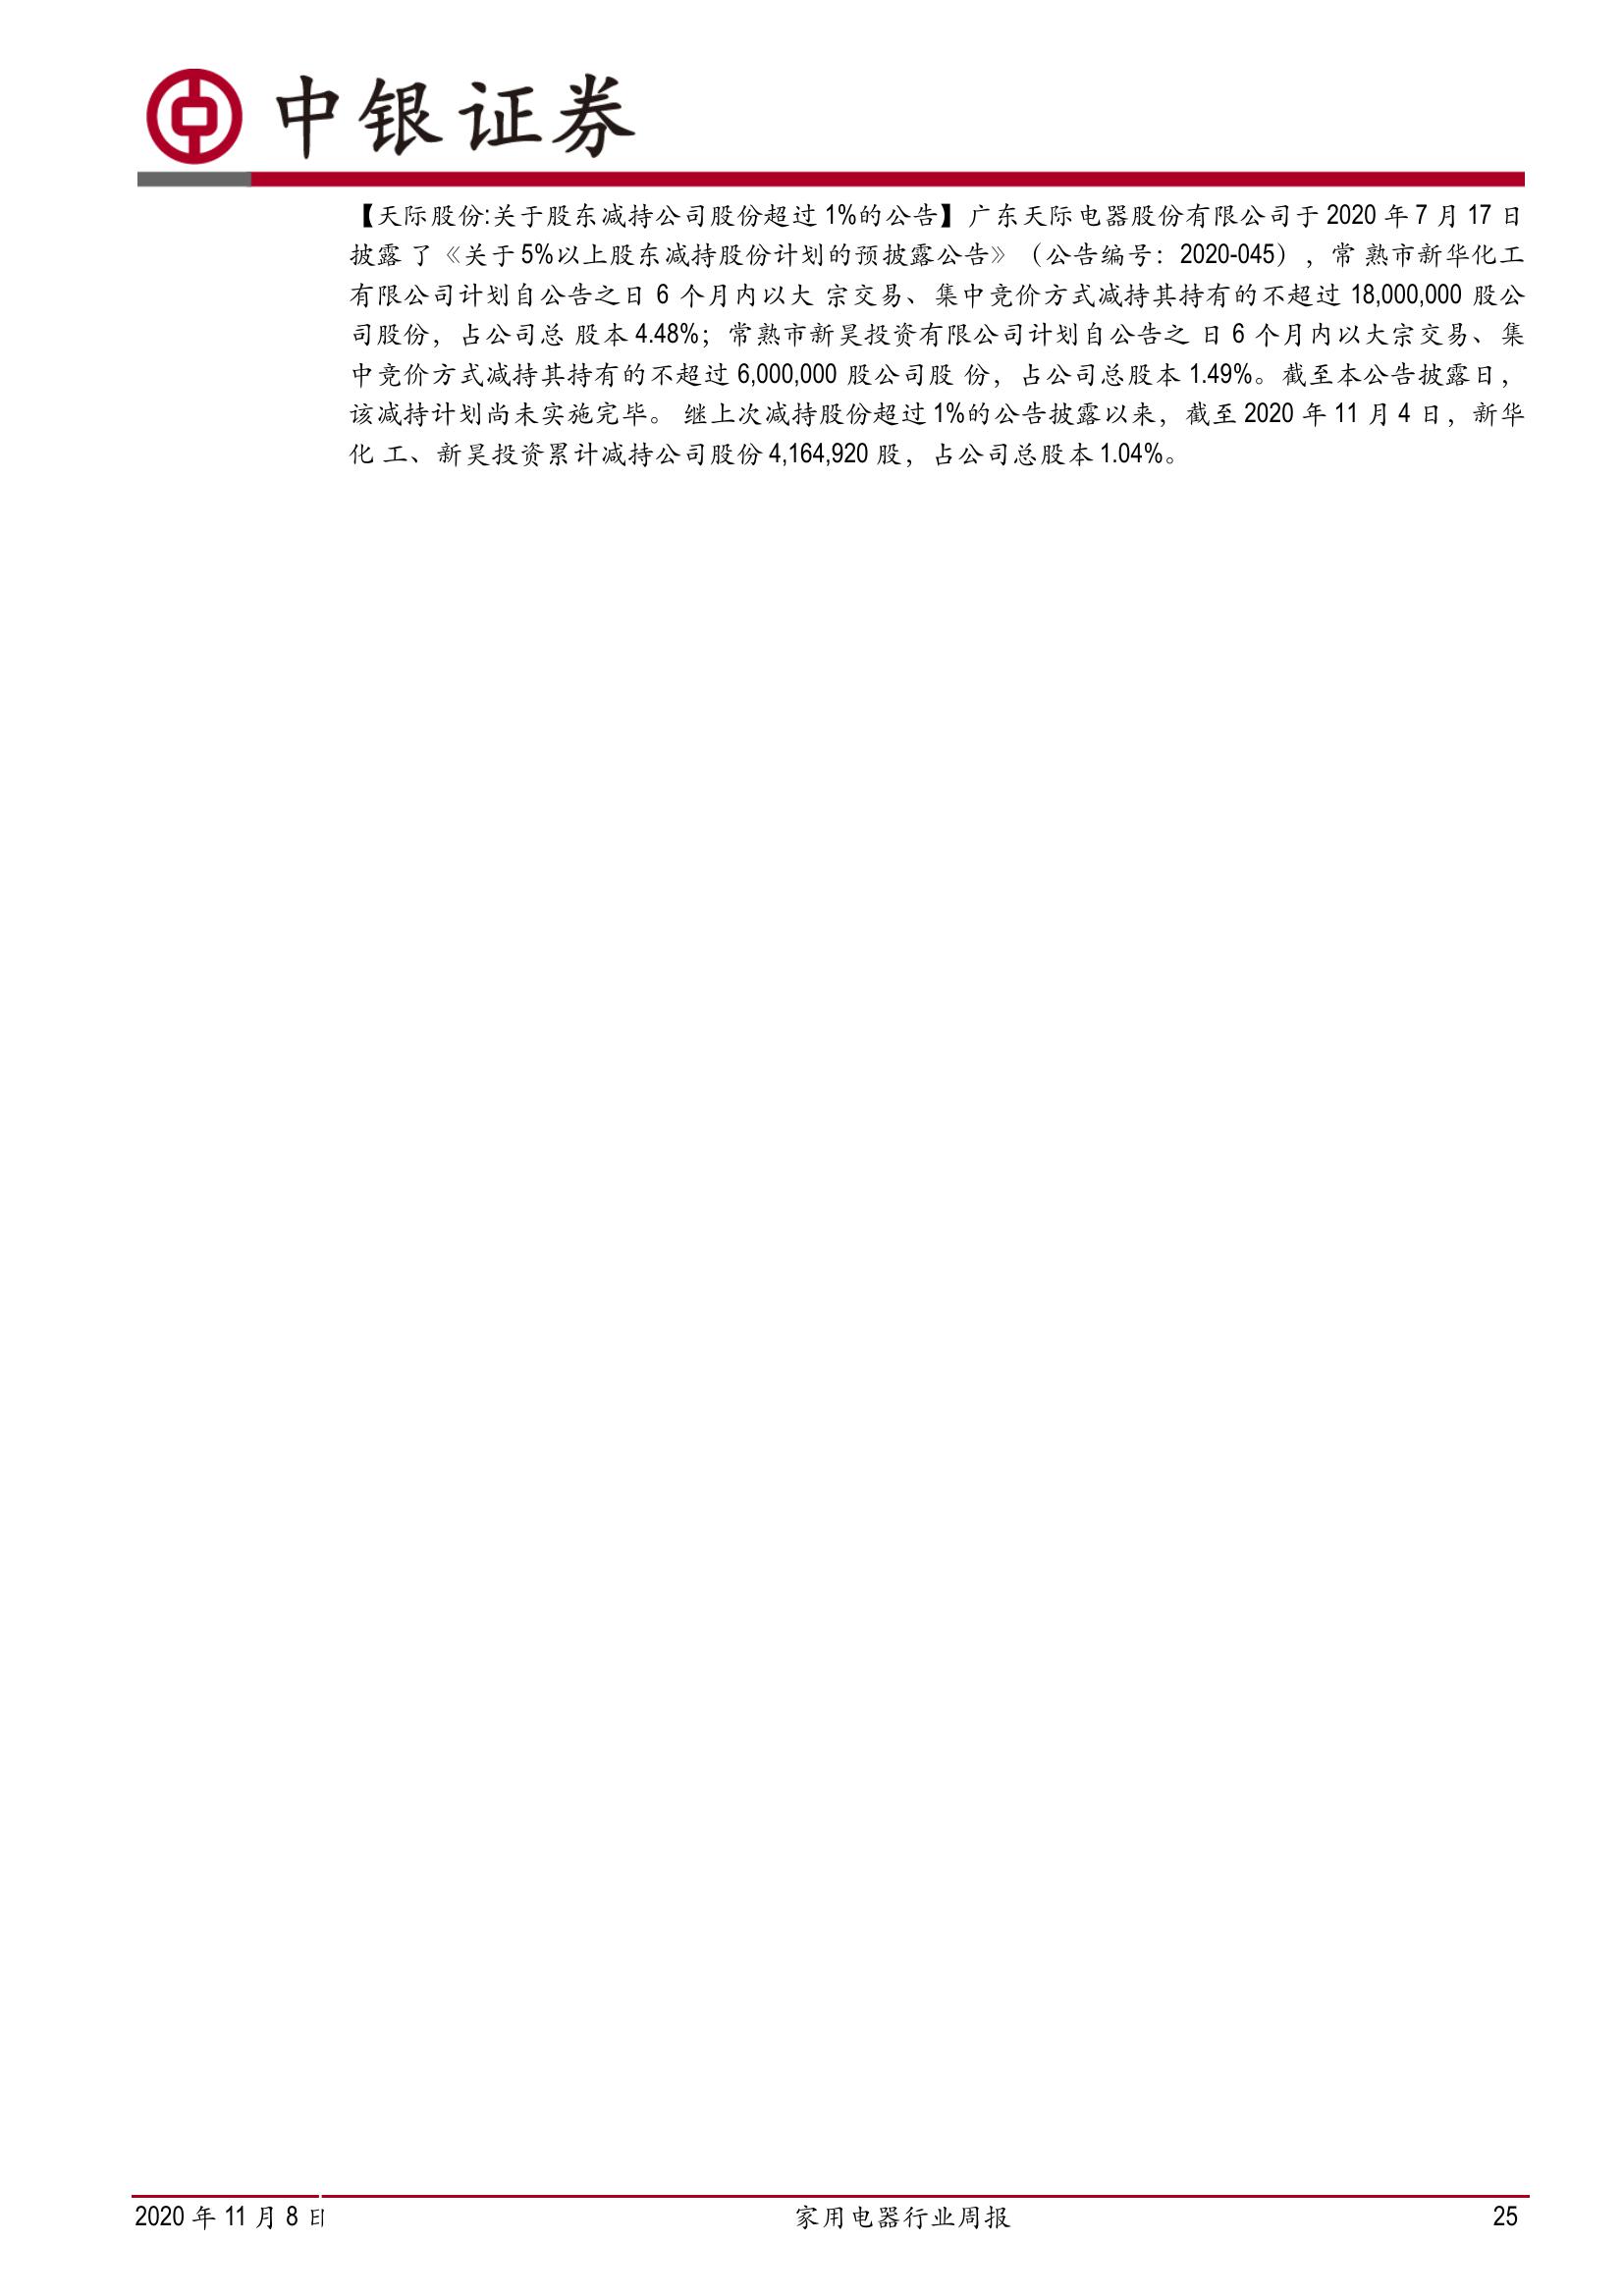 中银证券
【天际股份:关于股东减持公司股份超过 1%的公告】广东天际电器股份有限公司于 2020 年 7 月 17 日
披露 了《关于 5%以上股东减持股份计划的预披露公告》（公告编号：2020-045），常 熟市新华化工
有限公司计划自公告之日 6 个月内以大 宗交易、集中竞价方式减持其持有的不超过 18,000,000 股公
司股份，占公司总 股本 4.48%；常熟市新昊投资有限公司计划自公告之 日 6 个月内以大宗交易、集
中竞价方式减持其持有的不超过 6,000,000 股公司股 份，占公司总股本 1.49%。截至本公告披露日，
该减持计划尚未实施完毕。 继上次减持股份超过 1%的公告披露以来，截至 2020 年 11 月 4 日，新华
化 工、新昊投资累计减持公司股份 4,164,920 股，占公司总股本 1.04%。
2020 年 11 月 8 日
家用电器行业周报
25